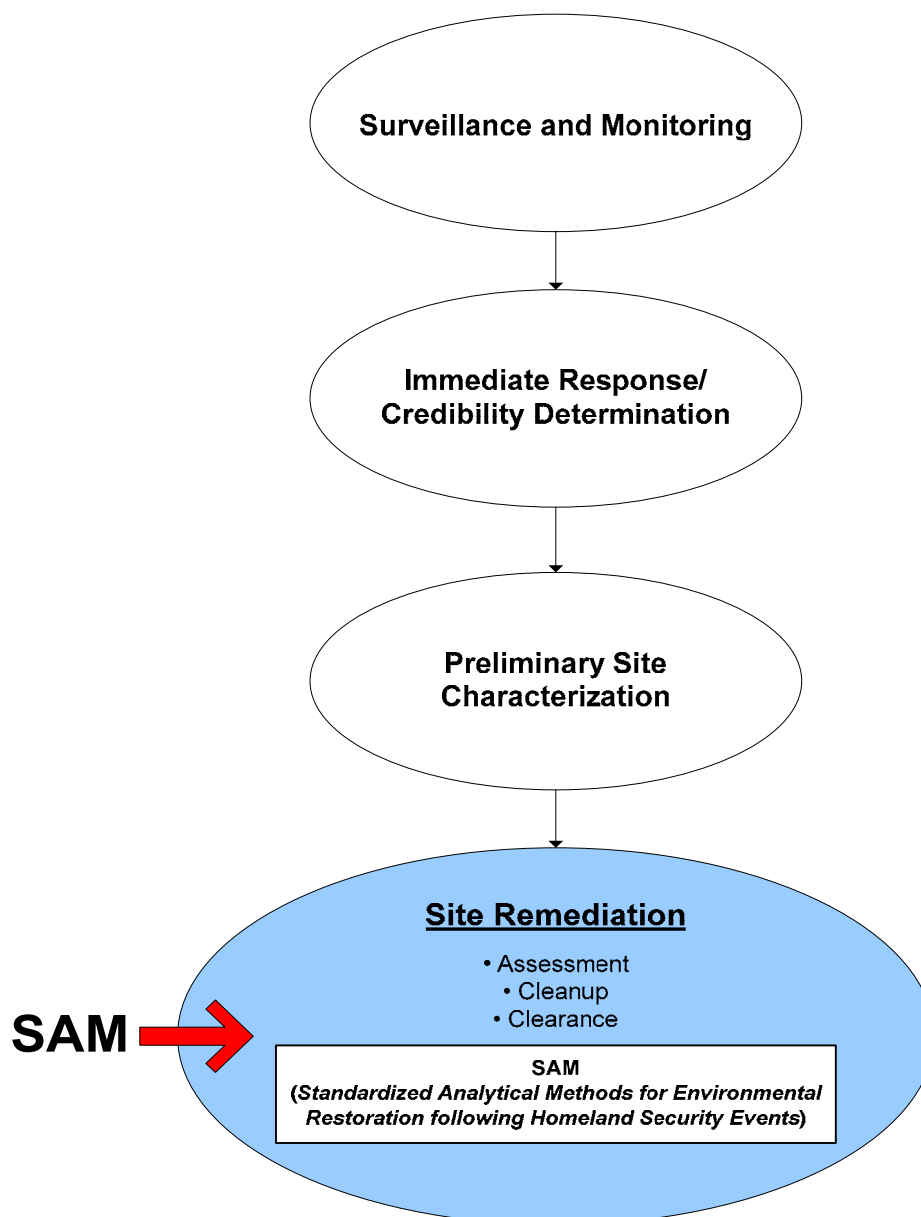 Surveillance and Monitoring
Immediate Response/
Credibility Determination
Preliminary Site
Characterization
Site Remediation
• Assessment
• Cleanup
• Clearance
SAM
SAM
(Standardized Analytical Methods for Environmental
Restoration following Homeland Security Events)